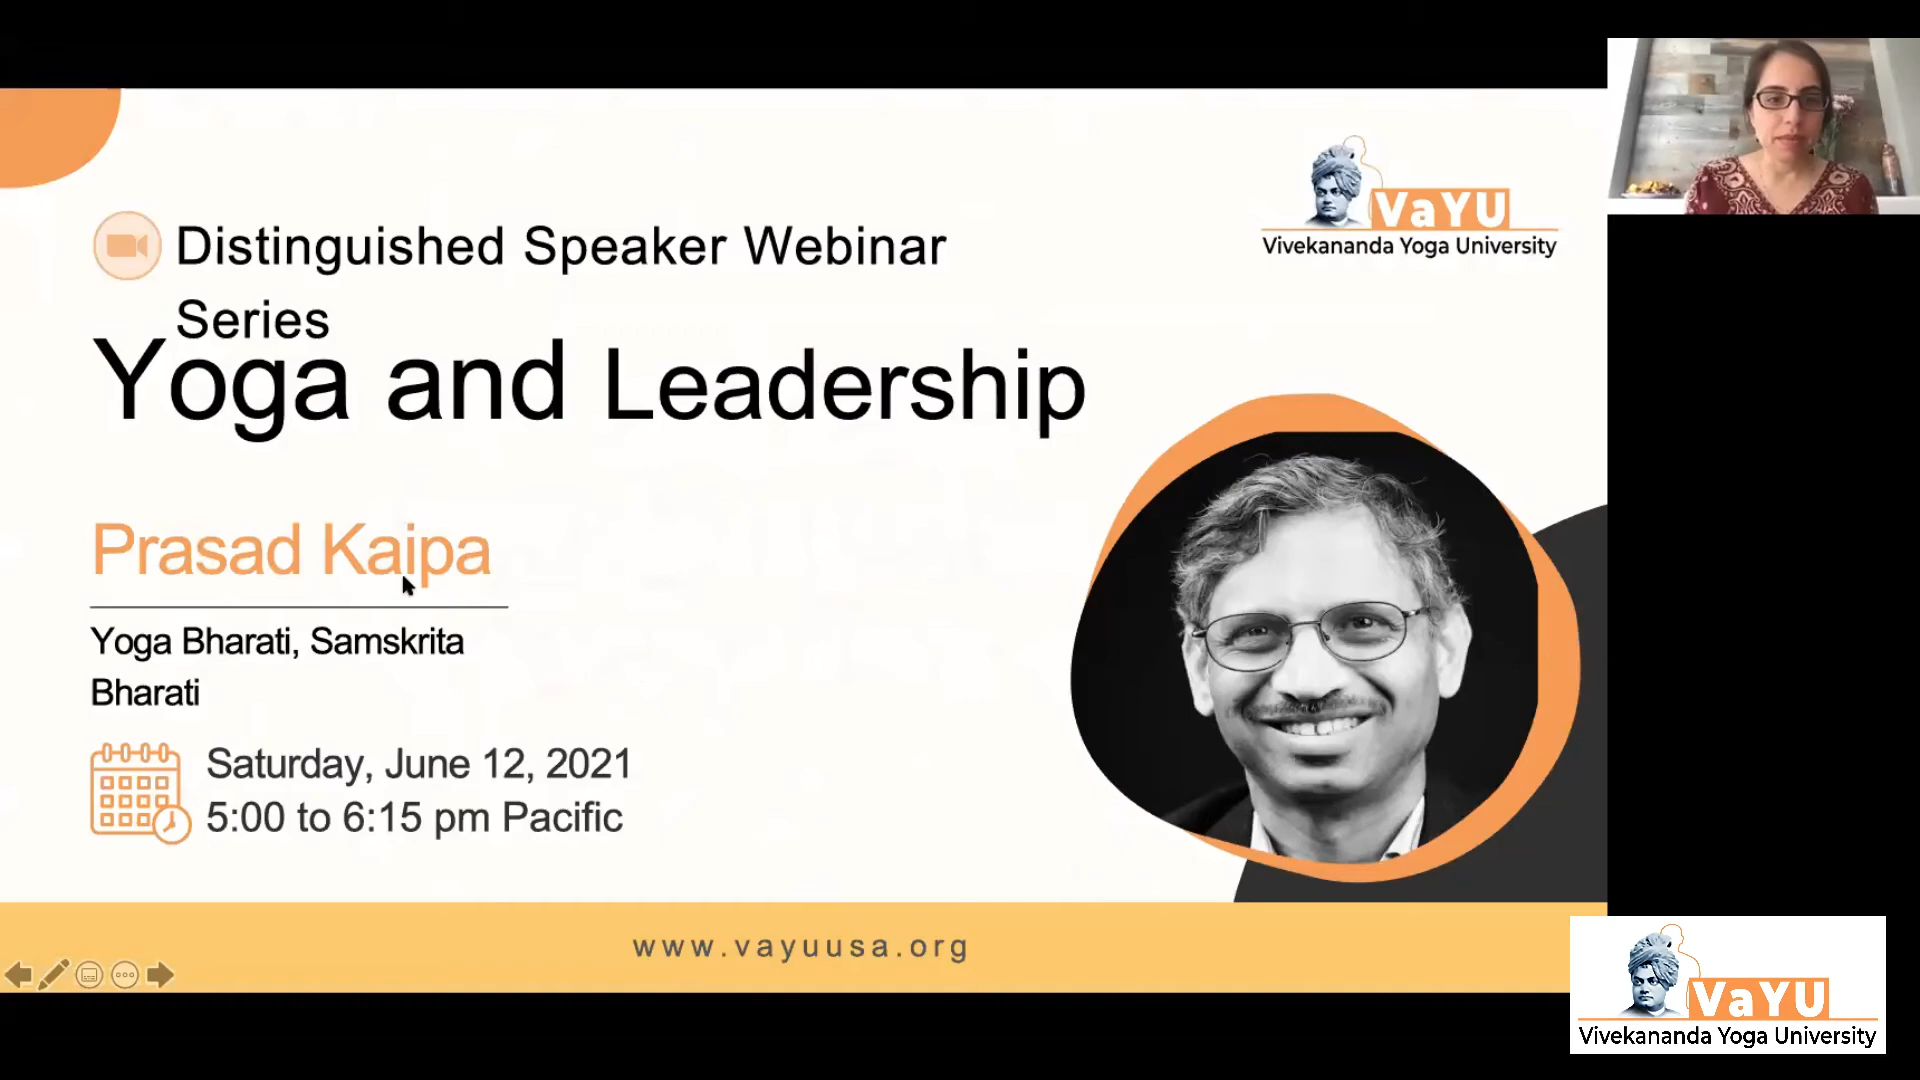 Distinguished Speaker Webinar
Series
Yoga and Leadership
Prasad Kaipa
Yoga Bharati, Samskrita
Bharati
Saturday, June 12, 2021
5:00 to 6:15 pm Pacific
www.vayuusa.org
VaYU
Vivekananda Yoga University
VaYU
Vivekananda Yoga University